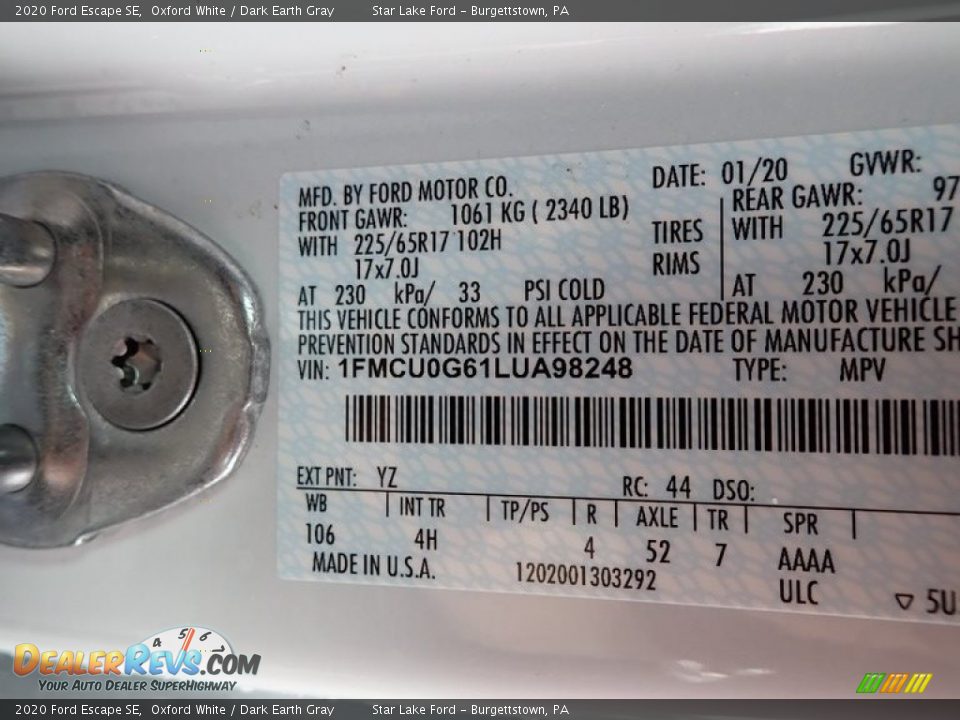 2020 Ford Escape SE, Oxford White / Dark Earth Gray Star Lake Ford - Burgettstown, PA
MFD. BY FORD MOTOR CO. DATE: 01/20 GVWR:
FRONT GAWR: 1061 KG ( 2340 LB) REAR GAWR: 97
WITH 225/65R17 102H TIRES WITH 225/65R17
17x7.0J RIMS 17x7.0J
AT 230 kPa/ 33 PSI COLD AT 230 kPa/
THIS VEHICLE CONFORMS TO ALL APPLICABLE FEDERAL MOTOR VEHICLE
PREVENTION STANDARDS IN EFFECT ON THE DATE OF MANUFACTURE SH
VIN: 1FMCU0G61LUA98248 TYPE: MPV
EXT PNT: YZ RC: 44 DSO:
WB INT TR TP/PS R AXLE TR SPR
106 4H 4 52 7 AAAA
MADE IN U.S.A. 1202001303292 ULC
▽ 5U
4 5 6
DEALERREVS.COM
YOUR AUTO DEALER SUPERHIGHWAY
2020 Ford Escape SE, Oxford White / Dark Earth Gray Star Lake Ford - Burgettstown, PA